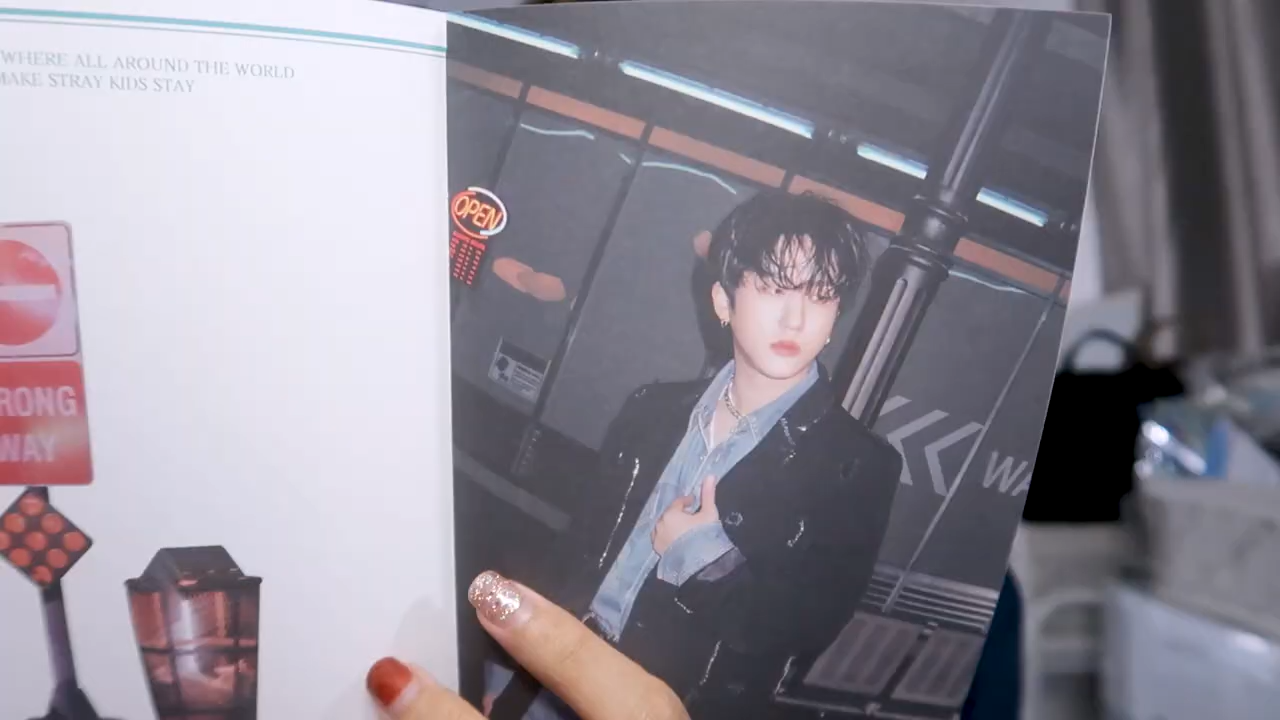 WHERE ALL AROUND THE WORLD
MAKE STRAY KIDS STAY
OPEN
RONG
WAY
WA